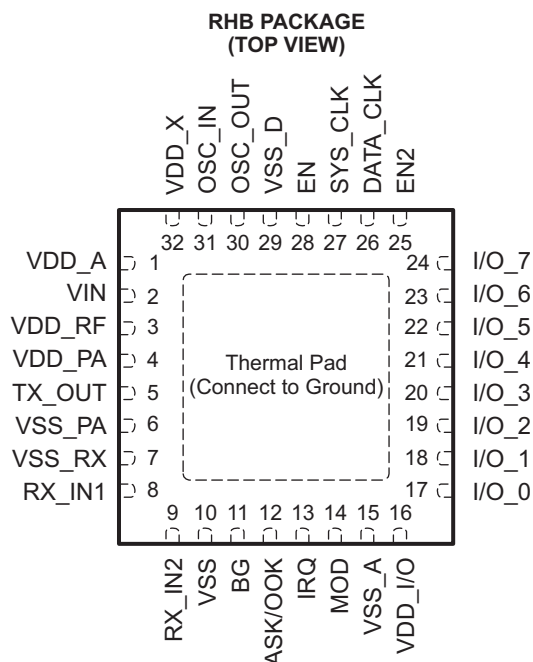 RHB PACKAGE
(TOP VIEW)
VDD_X
OSC_IN
OSC_OUT
VSS_D
EN
SYS_CLK
DATA_CLK
EN2
32 31 30 29 28 27 26 25
VDD_A 1
VIN 2
VDD_RF 3
VDD_PA 4
TX_OUT 5
VSS_PA 6
VSS_RX 7
RX_IN1 8
Thermal Pad
(Connect to Ground)
24 I/O_7
23 I/O_6
22 I/O_5
21 I/O_4
20 I/O_3
19 I/O_2
18 I/O_1
17 I/O_0
9 10 11 12 13 14 15 16
RX_IN2
VSS
BG
ASK/OOK
IRQ
MOD
VSS_A
VDD_I/O